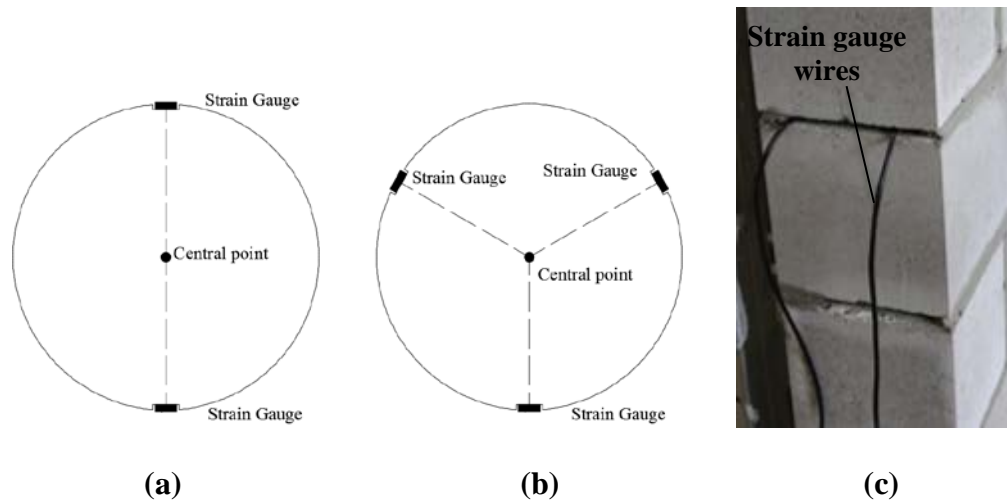 Strain Gauge
Central point
Strain Gauge
(a)
Strain Gauge
Strain Gauge
Central point
Strain Gauge
(b)
Strain gauge
wires
(c)